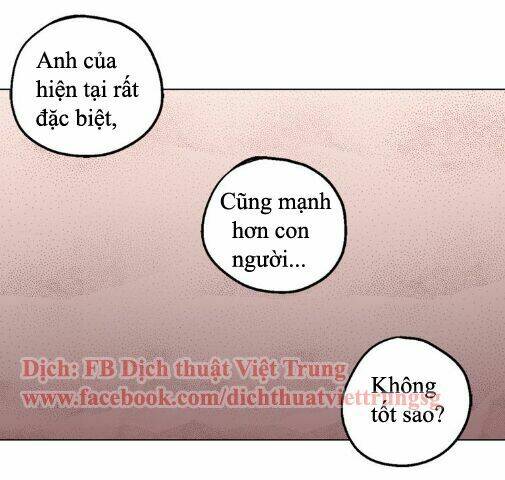 Anh của
hiện tại rất
đặc biệt,
Cũng mạnh
hơn con
người...
Dịch: FB Dịch thuật Việt Trung
www.facebook.com/dichthuatviettrungsg
Không
tốt sao?